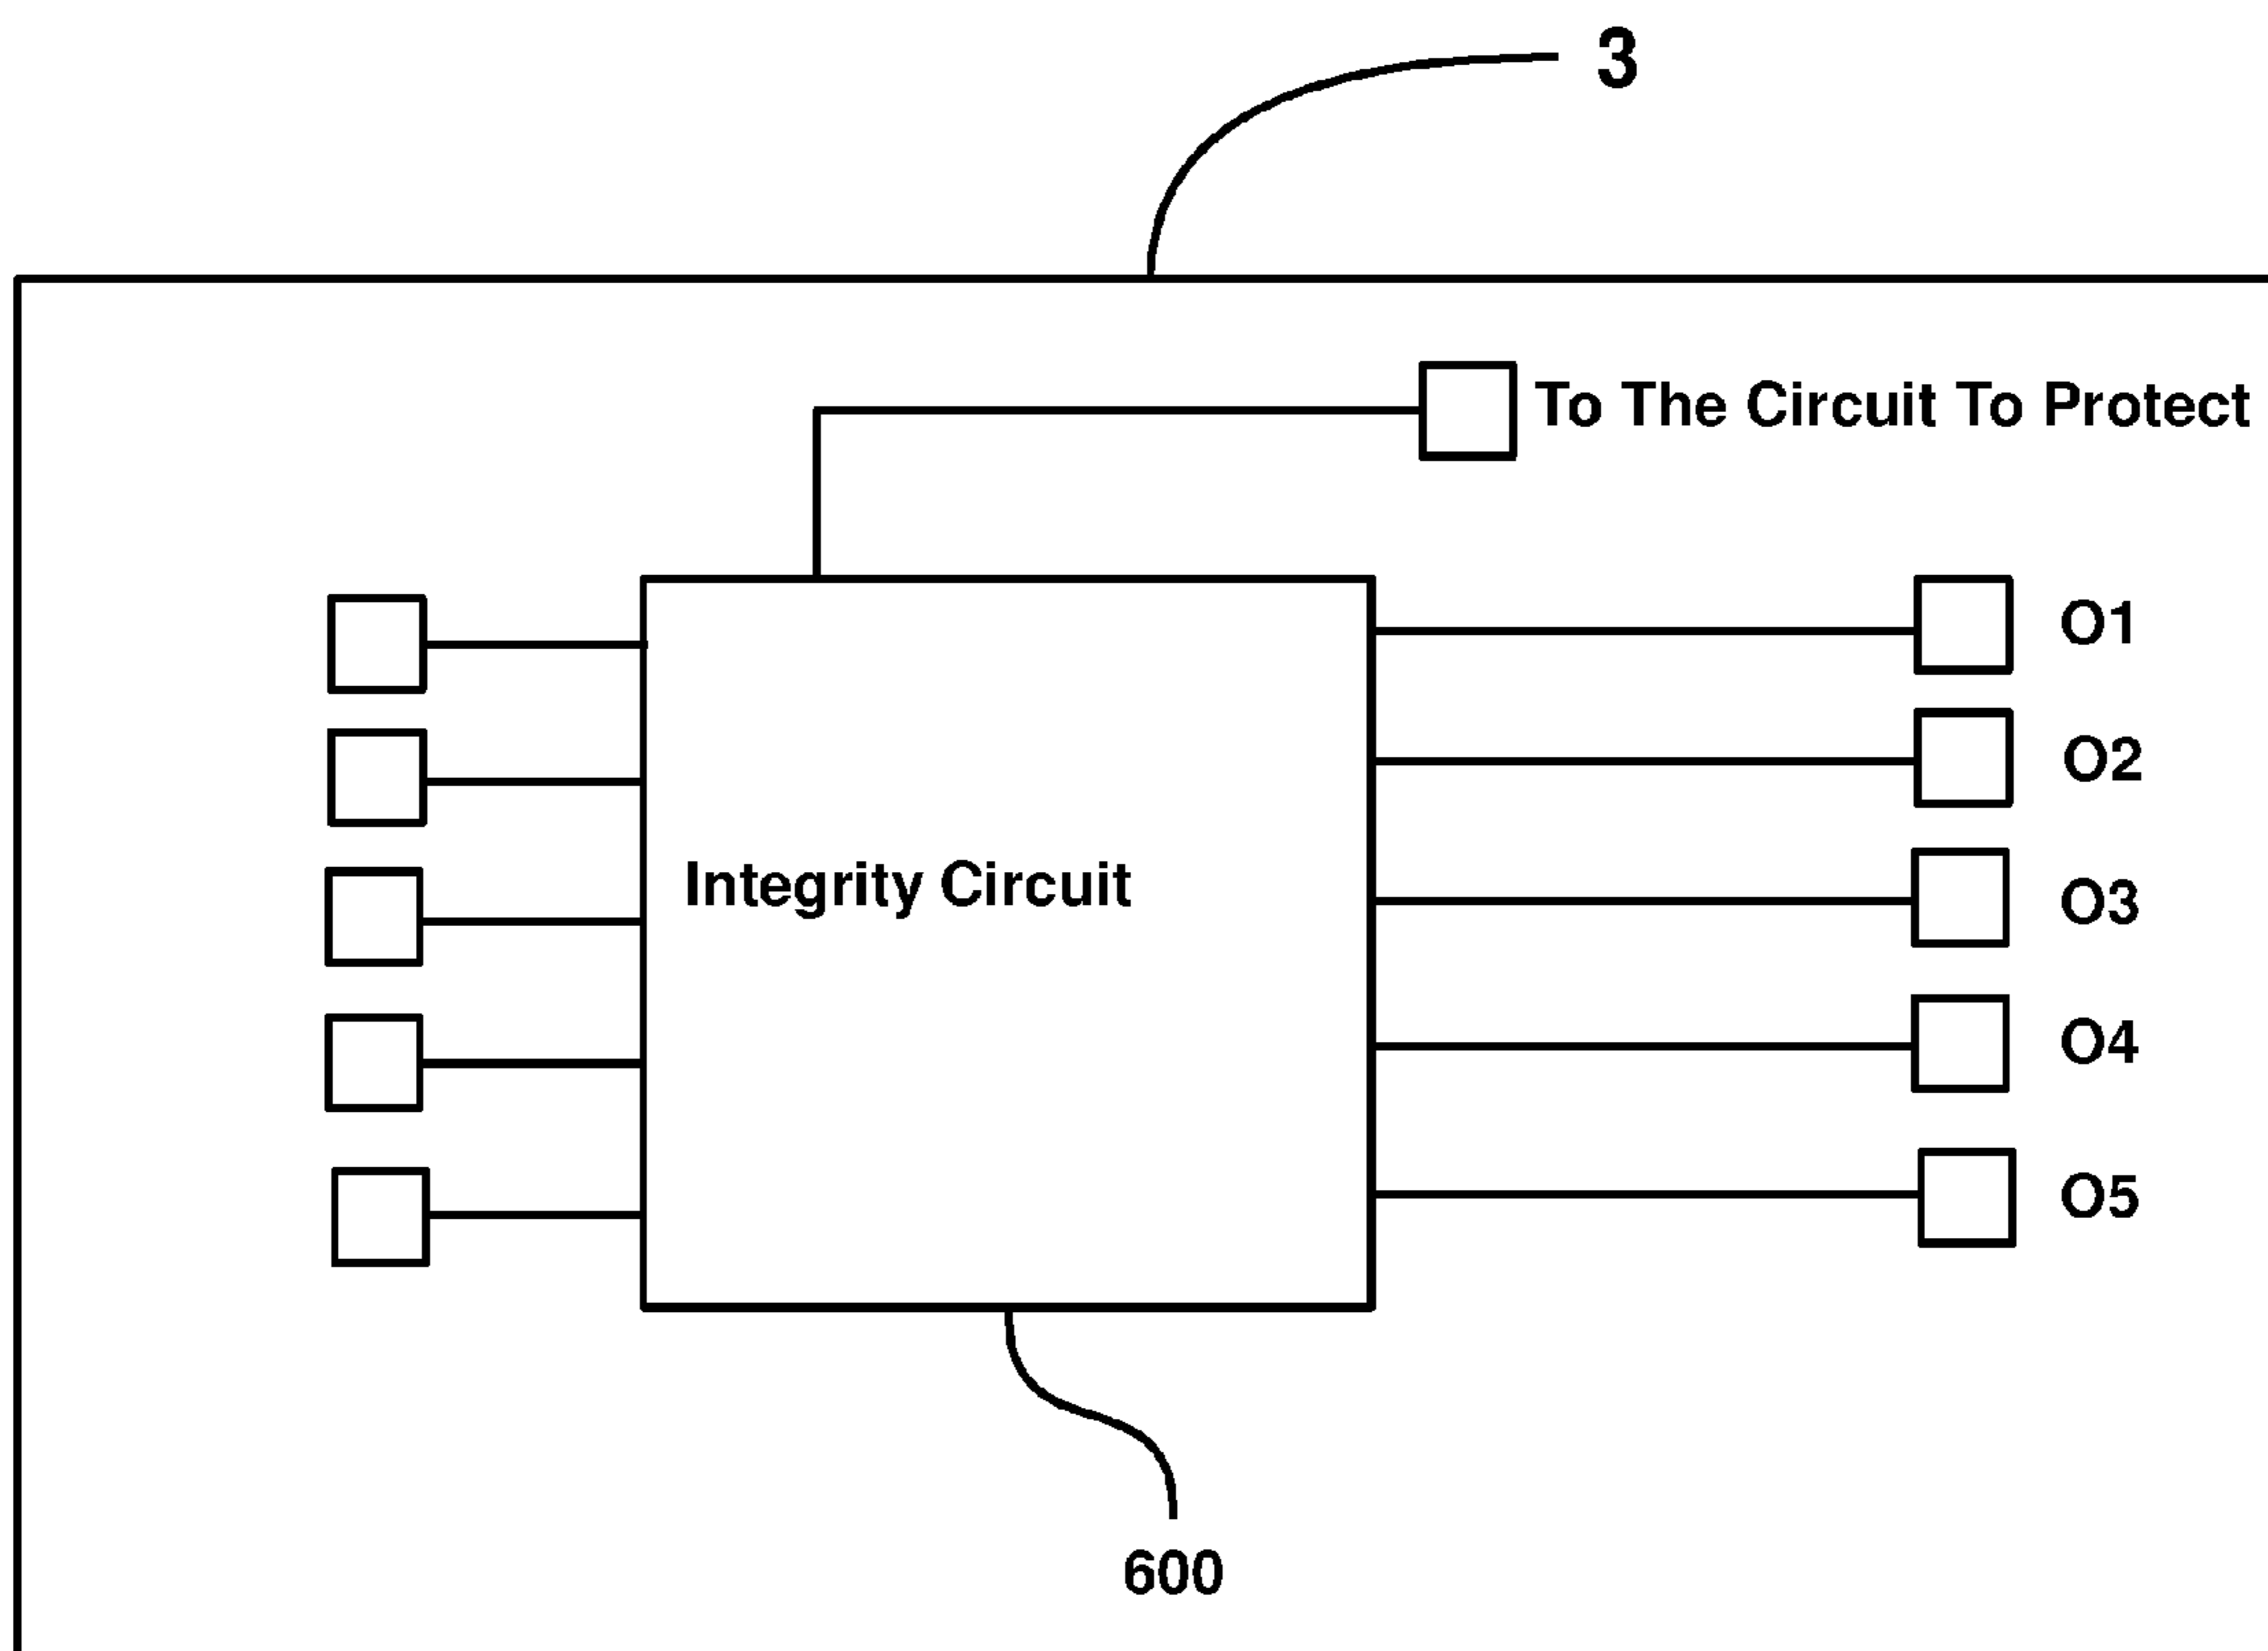 3
To The Circuit To Protect
O1
O2
Integrity Circuit
O3
O4
O5
600